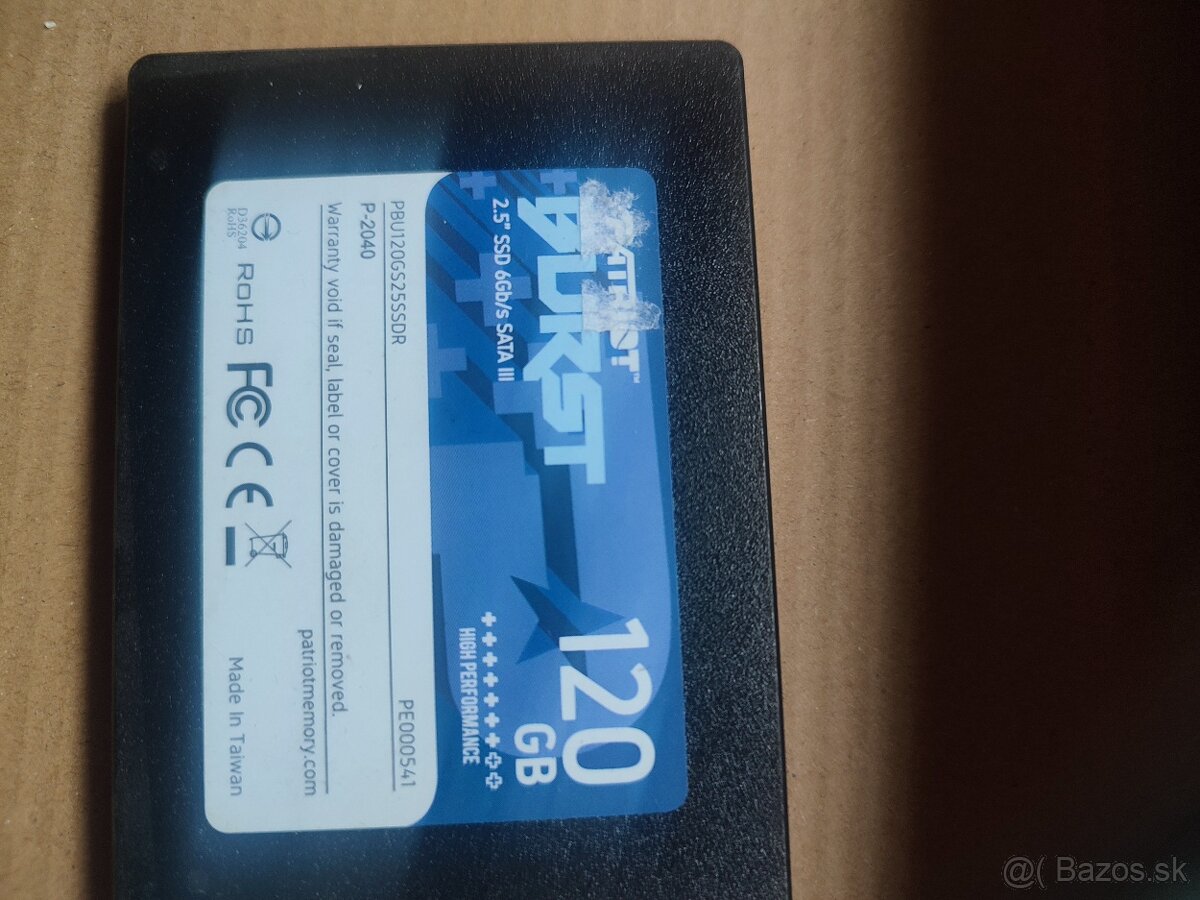 BURST
2.5" SSD 6Gb/s SATA III
120
GB
HIGH PERFORMANCE
PBU120GS25SSDR PE000541
P-2040
Warranty void if seal, label or cover is damaged or removed.
patriotmemory.com
D36204
RoHS
ROHS FC CE Made In Taiwan
@( Bazos.sk